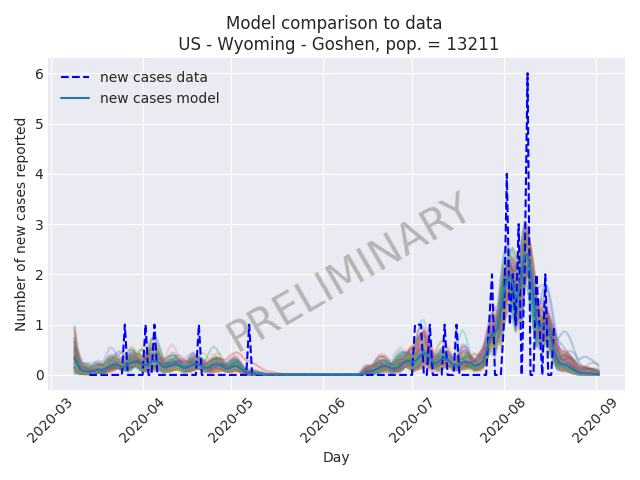 Model comparison to data
US - Wyoming - Goshen, pop. = 13211
new cases data
new cases model
Number of new cases reported
6
5
4
3
2
1
0
PRELIMINARY
2020-03
2020-04
2020-05
2020-06
2020-07
2020-08
2020-09
Day